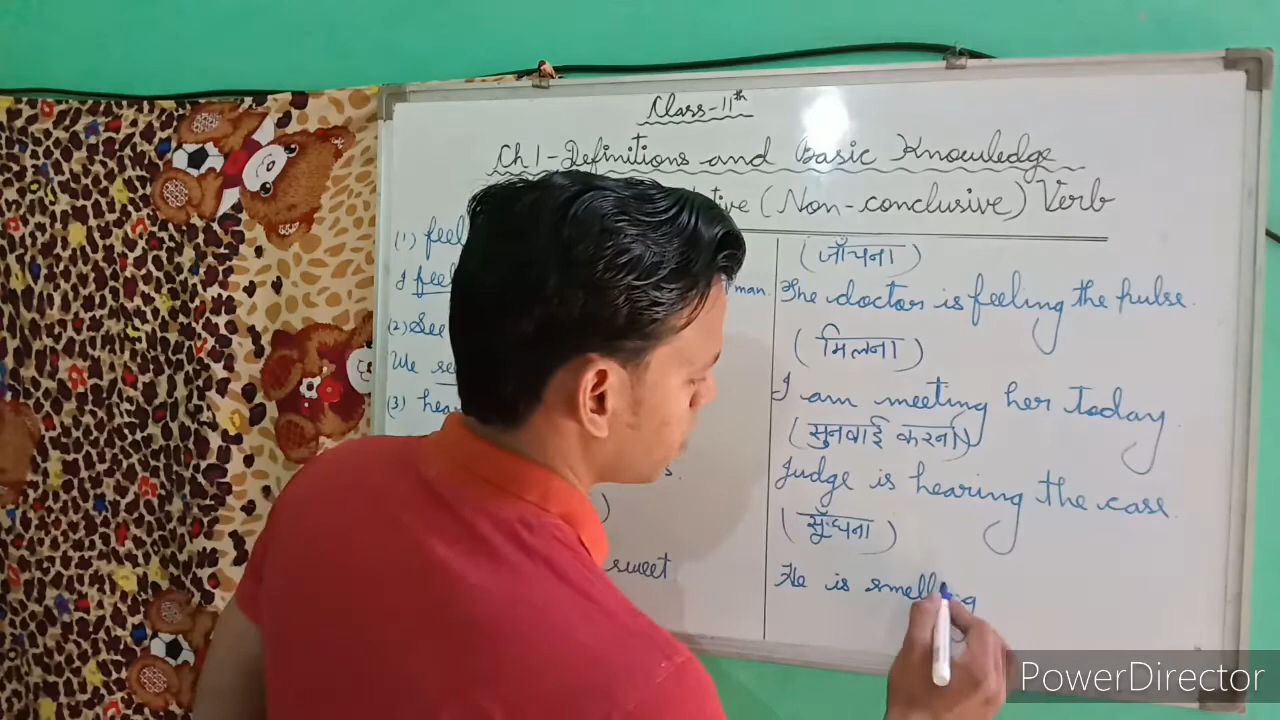 Class-11th
Ch 1-Definitions and Basic Knowledge
tive (Non-conclusive) Verb
(1) feel
I feel
man.
(2) See
We se
(3) hea
s.
)
sweet
(जाँचना)
The doctor is feeling the pulse.
(मिलना)
I am meeting her today.
(सुनवाई करना)
Judge is hearing the case.
(सूँघना)
He is smelling
PowerDirector